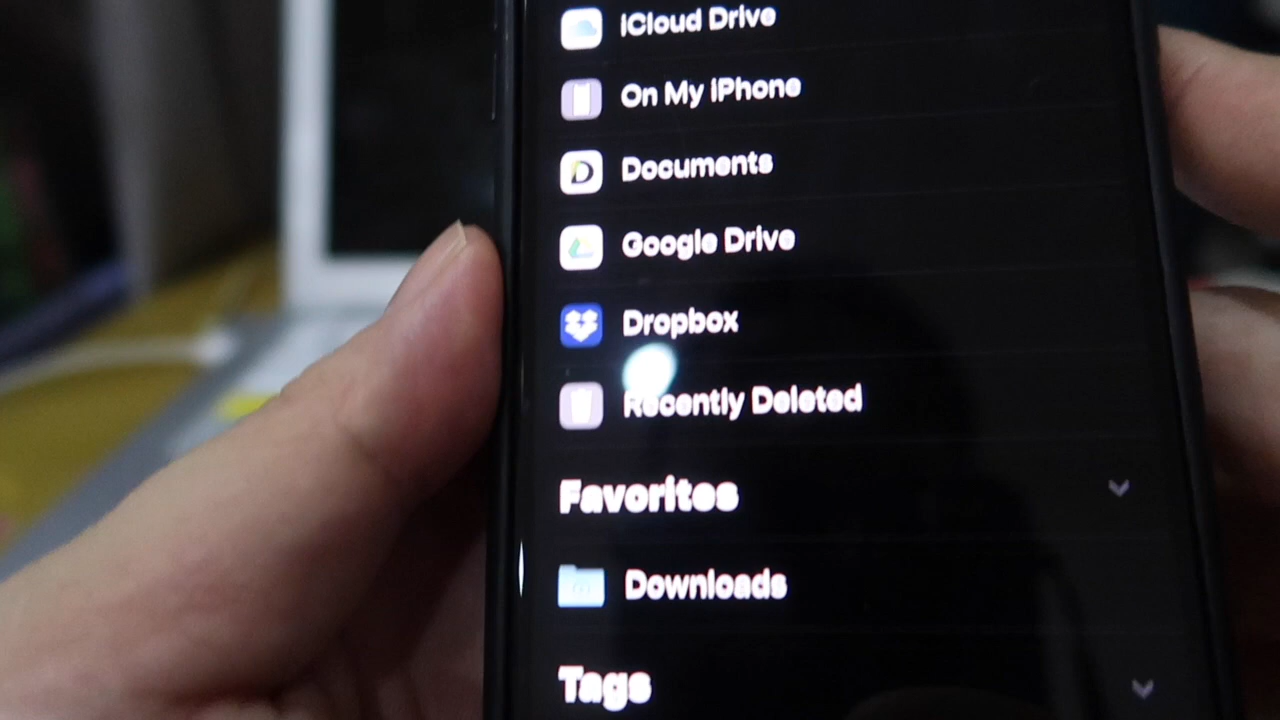 iCloud Drive
On My iPhone
Documents
Google Drive
Dropbox
Recently Deleted
Favorites
Downloads
Tags